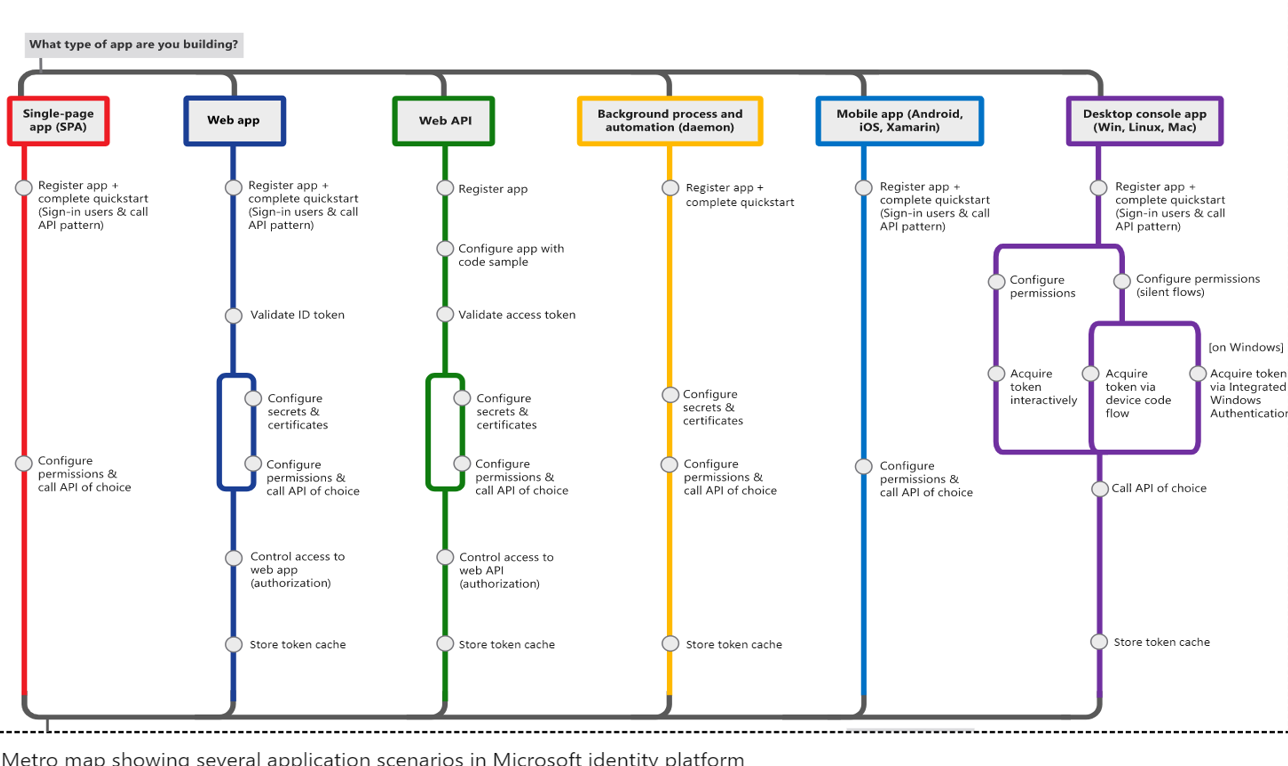 What type of app are you building?
Single-page
app (SPA)
Web app
Web API
Background process and
automation (daemon)
Mobile app (Android,
iOS, Xamarin)
Desktop console app
(Win, Linux, Mac)
Register app +
complete quickstart
(Sign-in users & call
API pattern)
Configure
permissions &
call API of choice
Register app +
complete quickstart
(Sign-in users & call
API pattern)
Validate ID token
Configure
secrets &
certificates
Configure
permissions &
call API of choice
Control access to
web app
(authorization)
Store token cache
Register app
Configure app with
code sample
Validate access token
Configure
secrets &
certificates
Configure
permissions &
call API of choice
Control access to
web API
(authorization)
Store token cache
Register app +
complete quickstart
Configure
secrets &
certificates
Configure
permissions &
call API of choice
Store token cache
Register app +
complete quickstart
(Sign-in users & call
API pattern)
Configure
permissions &
call API of choice
Register app +
complete quickstart
(Sign-in users & call
API pattern)
Configure
permissions
Configure permissions
(silent flows)
Acquire
token
interactively
Acquire
token via
device code
flow
[on Windows]
Acquire token
via Integrated
Windows
Authentication
Call API of choice
Store token cache
Metro map showing several application scenarios in Microsoft identity platform